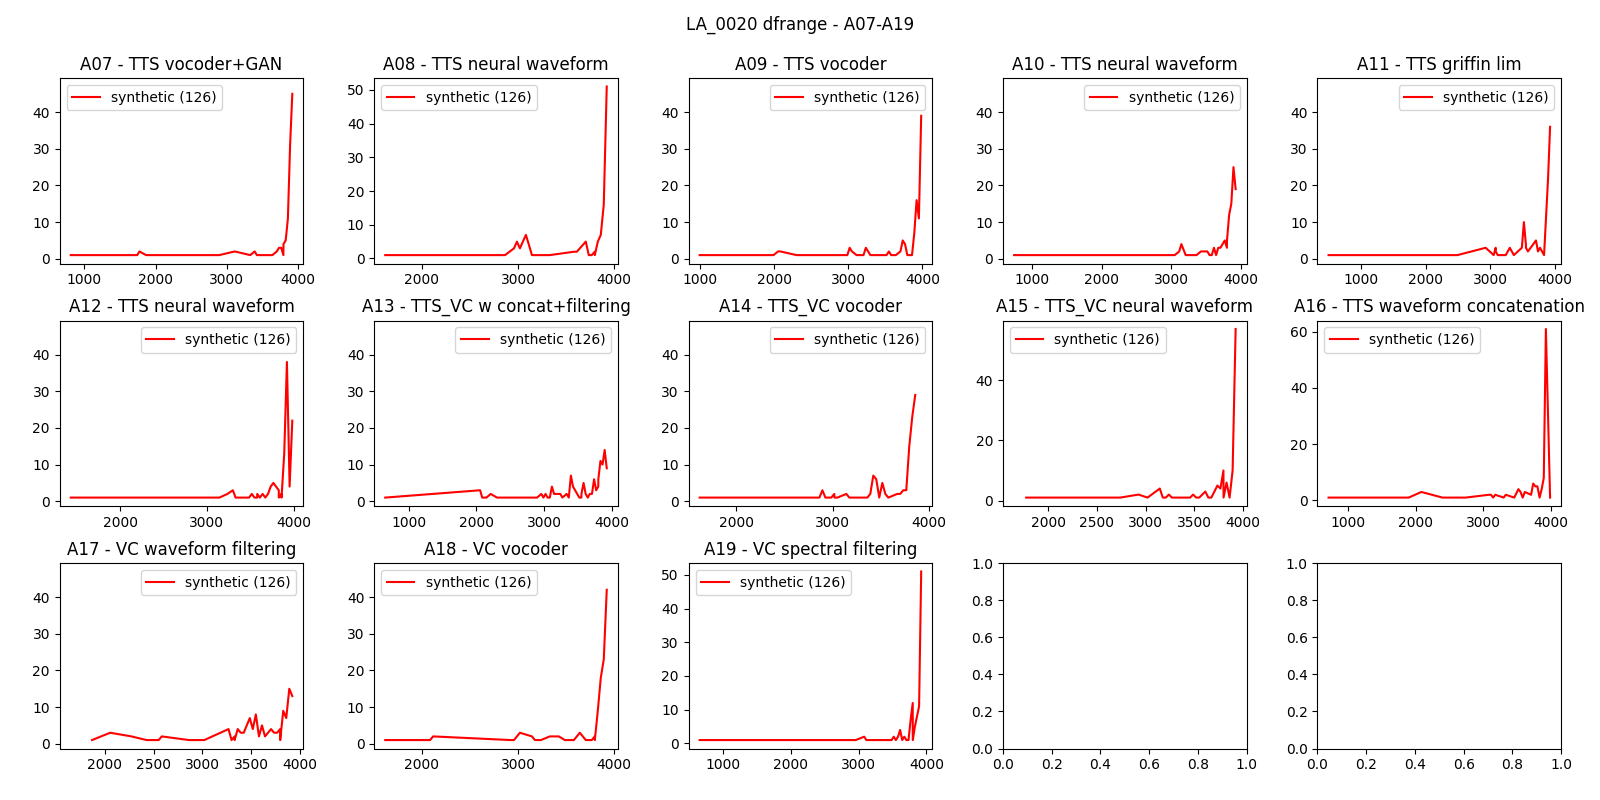 LA_0020 dfrange - A07-A19
A07 - TTS vocoder+GAN
synthetic (126)
40
30
20
10
0
1000 2000 3000 4000
A08 - TTS neural waveform
synthetic (126)
50
40
30
20
10
0
2000 3000 4000
A09 - TTS vocoder
synthetic (126)
40
30
20
10
0
1000 2000 3000 4000
A10 - TTS neural waveform
synthetic (126)
40
30
20
10
0
1000 2000 3000 4000
A11 - TTS griffin lim
synthetic (126)
40
30
20
10
0
1000 2000 3000 4000
A12 - TTS neural waveform
synthetic (126)
40
30
20
10
0
2000 3000 4000
A13 - TTS_VC w concat+filtering
synthetic (126)
40
30
20
10
0
1000 2000 3000 4000
A14 - TTS_VC vocoder
synthetic (126)
40
30
20
10
0
2000 3000 4000
A15 - TTS_VC neural waveform
synthetic (126)
40
20
0
2000 2500 3000 3500 4000
A16 - TTS waveform concatenation
synthetic (126)
60
40
20
0
1000 2000 3000 4000
A17 - VC waveform filtering
synthetic (126)
40
30
20
10
0
2000 2500 3000 3500 4000
A18 - VC vocoder
synthetic (126)
40
30
20
10
0
2000 3000 4000
A19 - VC spectral filtering
synthetic (126)
50
40
30
20
10
0
1000 2000 3000 4000
1.0
0.8
0.6
0.4
0.2
0.0
0.0 0.2 0.4 0.6 0.8 1.0
1.0
0.8
0.6
0.4
0.2
0.0
0.0 0.2 0.4 0.6 0.8 1.0